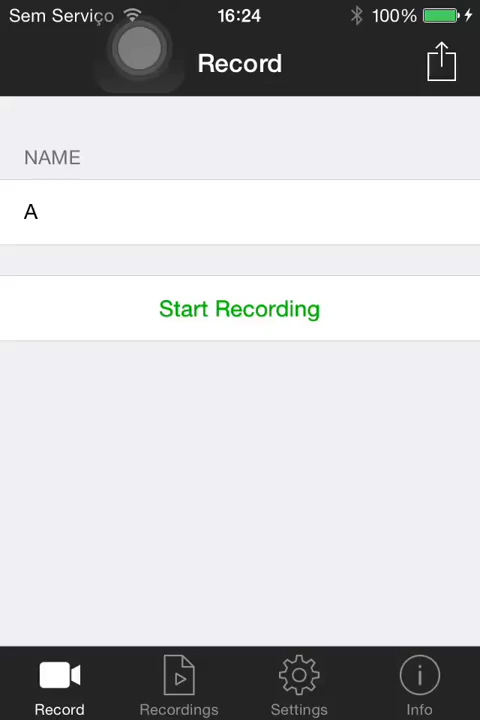 Sem Serviço 16:24 100%
Record
NAME
A
Start Recording
Record Recordings Settings Info